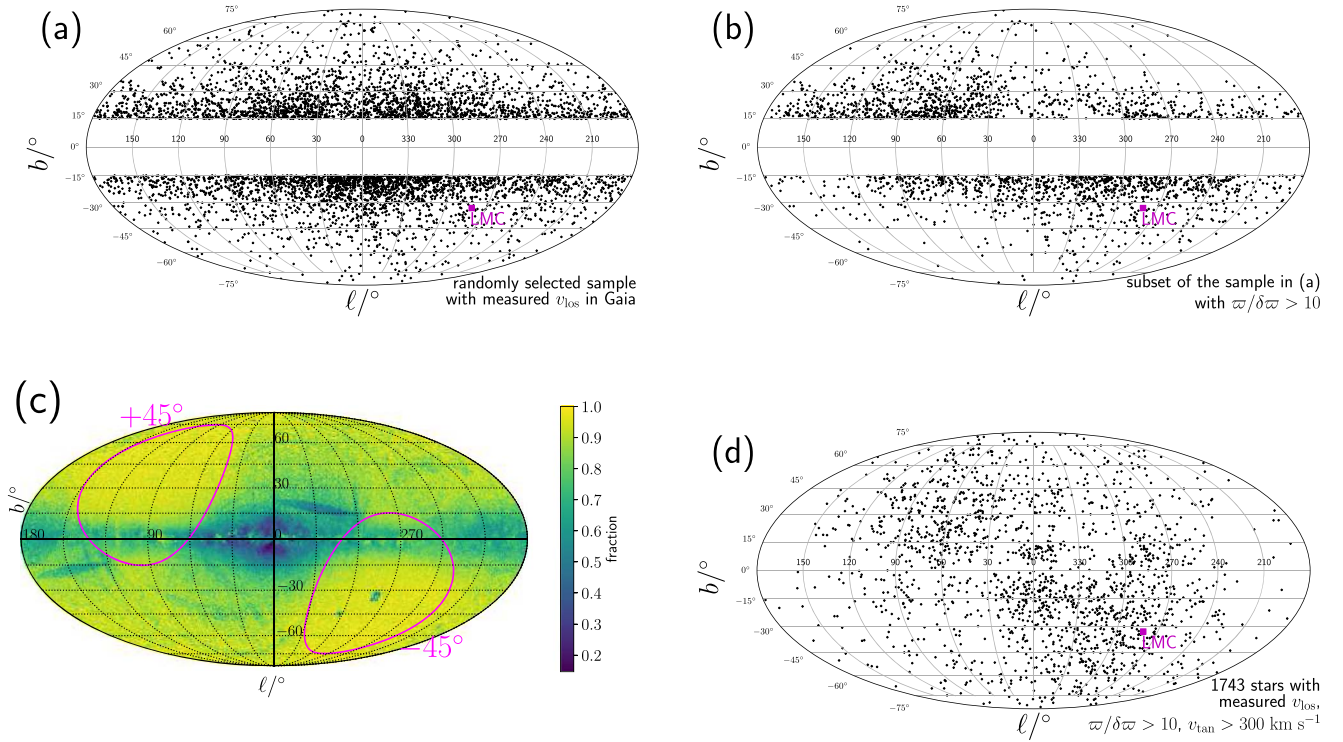 (a)
75°
60°
45°
30°
15°
0°
−15°
−30°
−45°
−60°
−75°
150 120 90 60 30 0 330 300 270 240 210
b/°
ℓ/°
LMC
randomly selected sample
with measured v_los in Gaia
(b)
75°
60°
45°
30°
15°
0°
−15°
−30°
−45°
−60°
−75°
150 120 90 60 30 0 330 300 270 240 210
b/°
ℓ/°
LMC
subset of the sample in (a)
with ϖ/δϖ > 10
(c)
+45°
60
30
180 90 0 270
−30
−60
−45°
b/°
ℓ/°
1.0
0.9
0.8
0.7
0.6
0.5
0.4
0.3
0.2
fraction
(d)
75°
60°
45°
30°
15°
0°
−15°
−30°
−45°
−60°
−75°
150 120 90 60 30 0 330 300 270 240 210
b/°
ℓ/°
LMC
1743 stars with
measured v_los,
ϖ/δϖ > 10, v_tan > 300 km s⁻¹